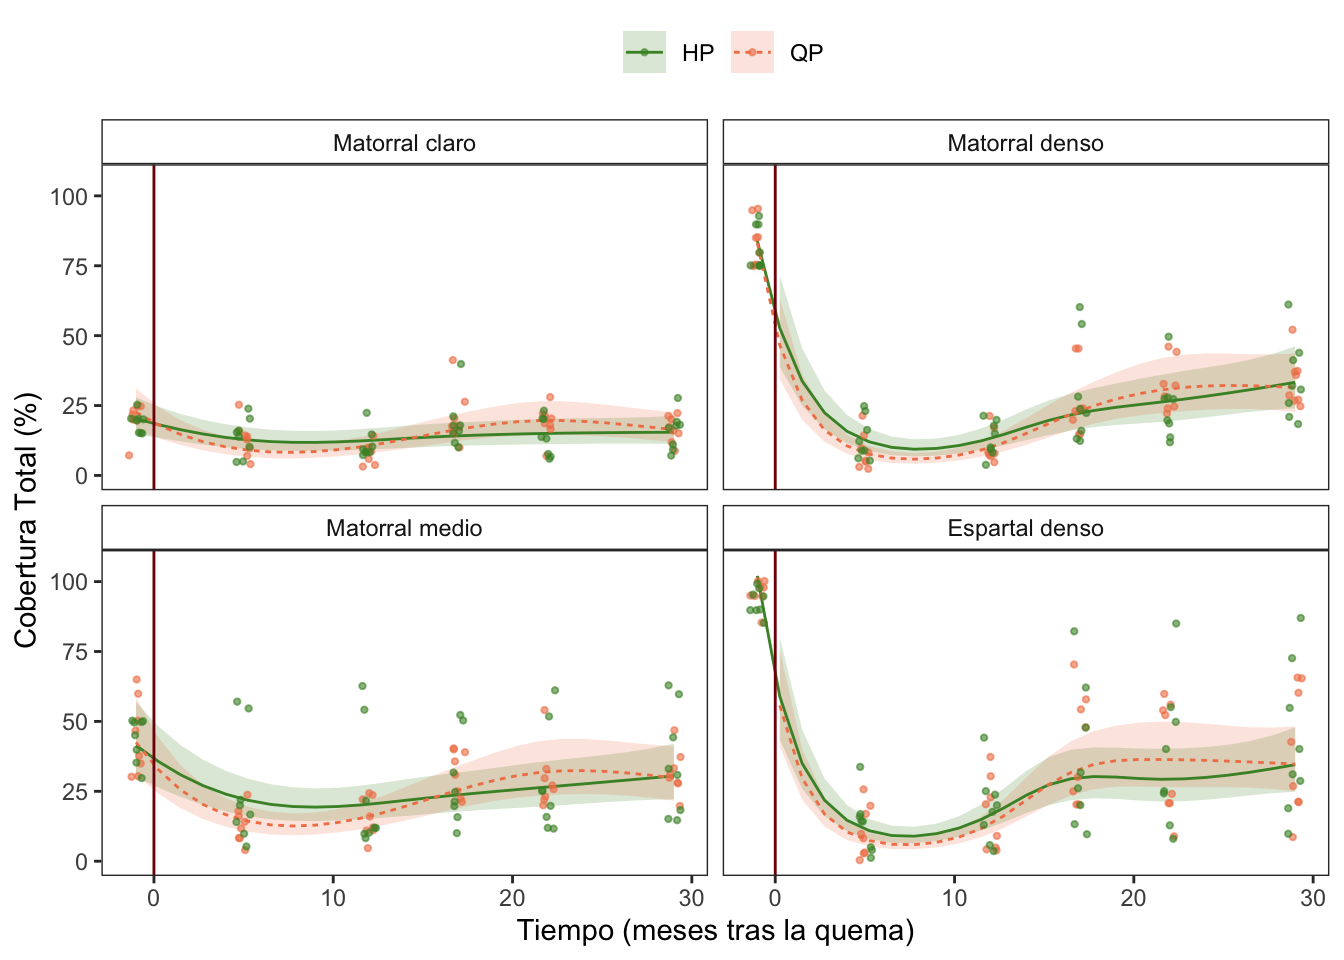 HP QP
Matorral claro
Matorral denso
100
75
50
25
0
Matorral medio
Espartal denso
100
75
50
25
0
0 10 20 30
0 10 20 30
Cobertura Total (%)
Tiempo (meses tras la quema)